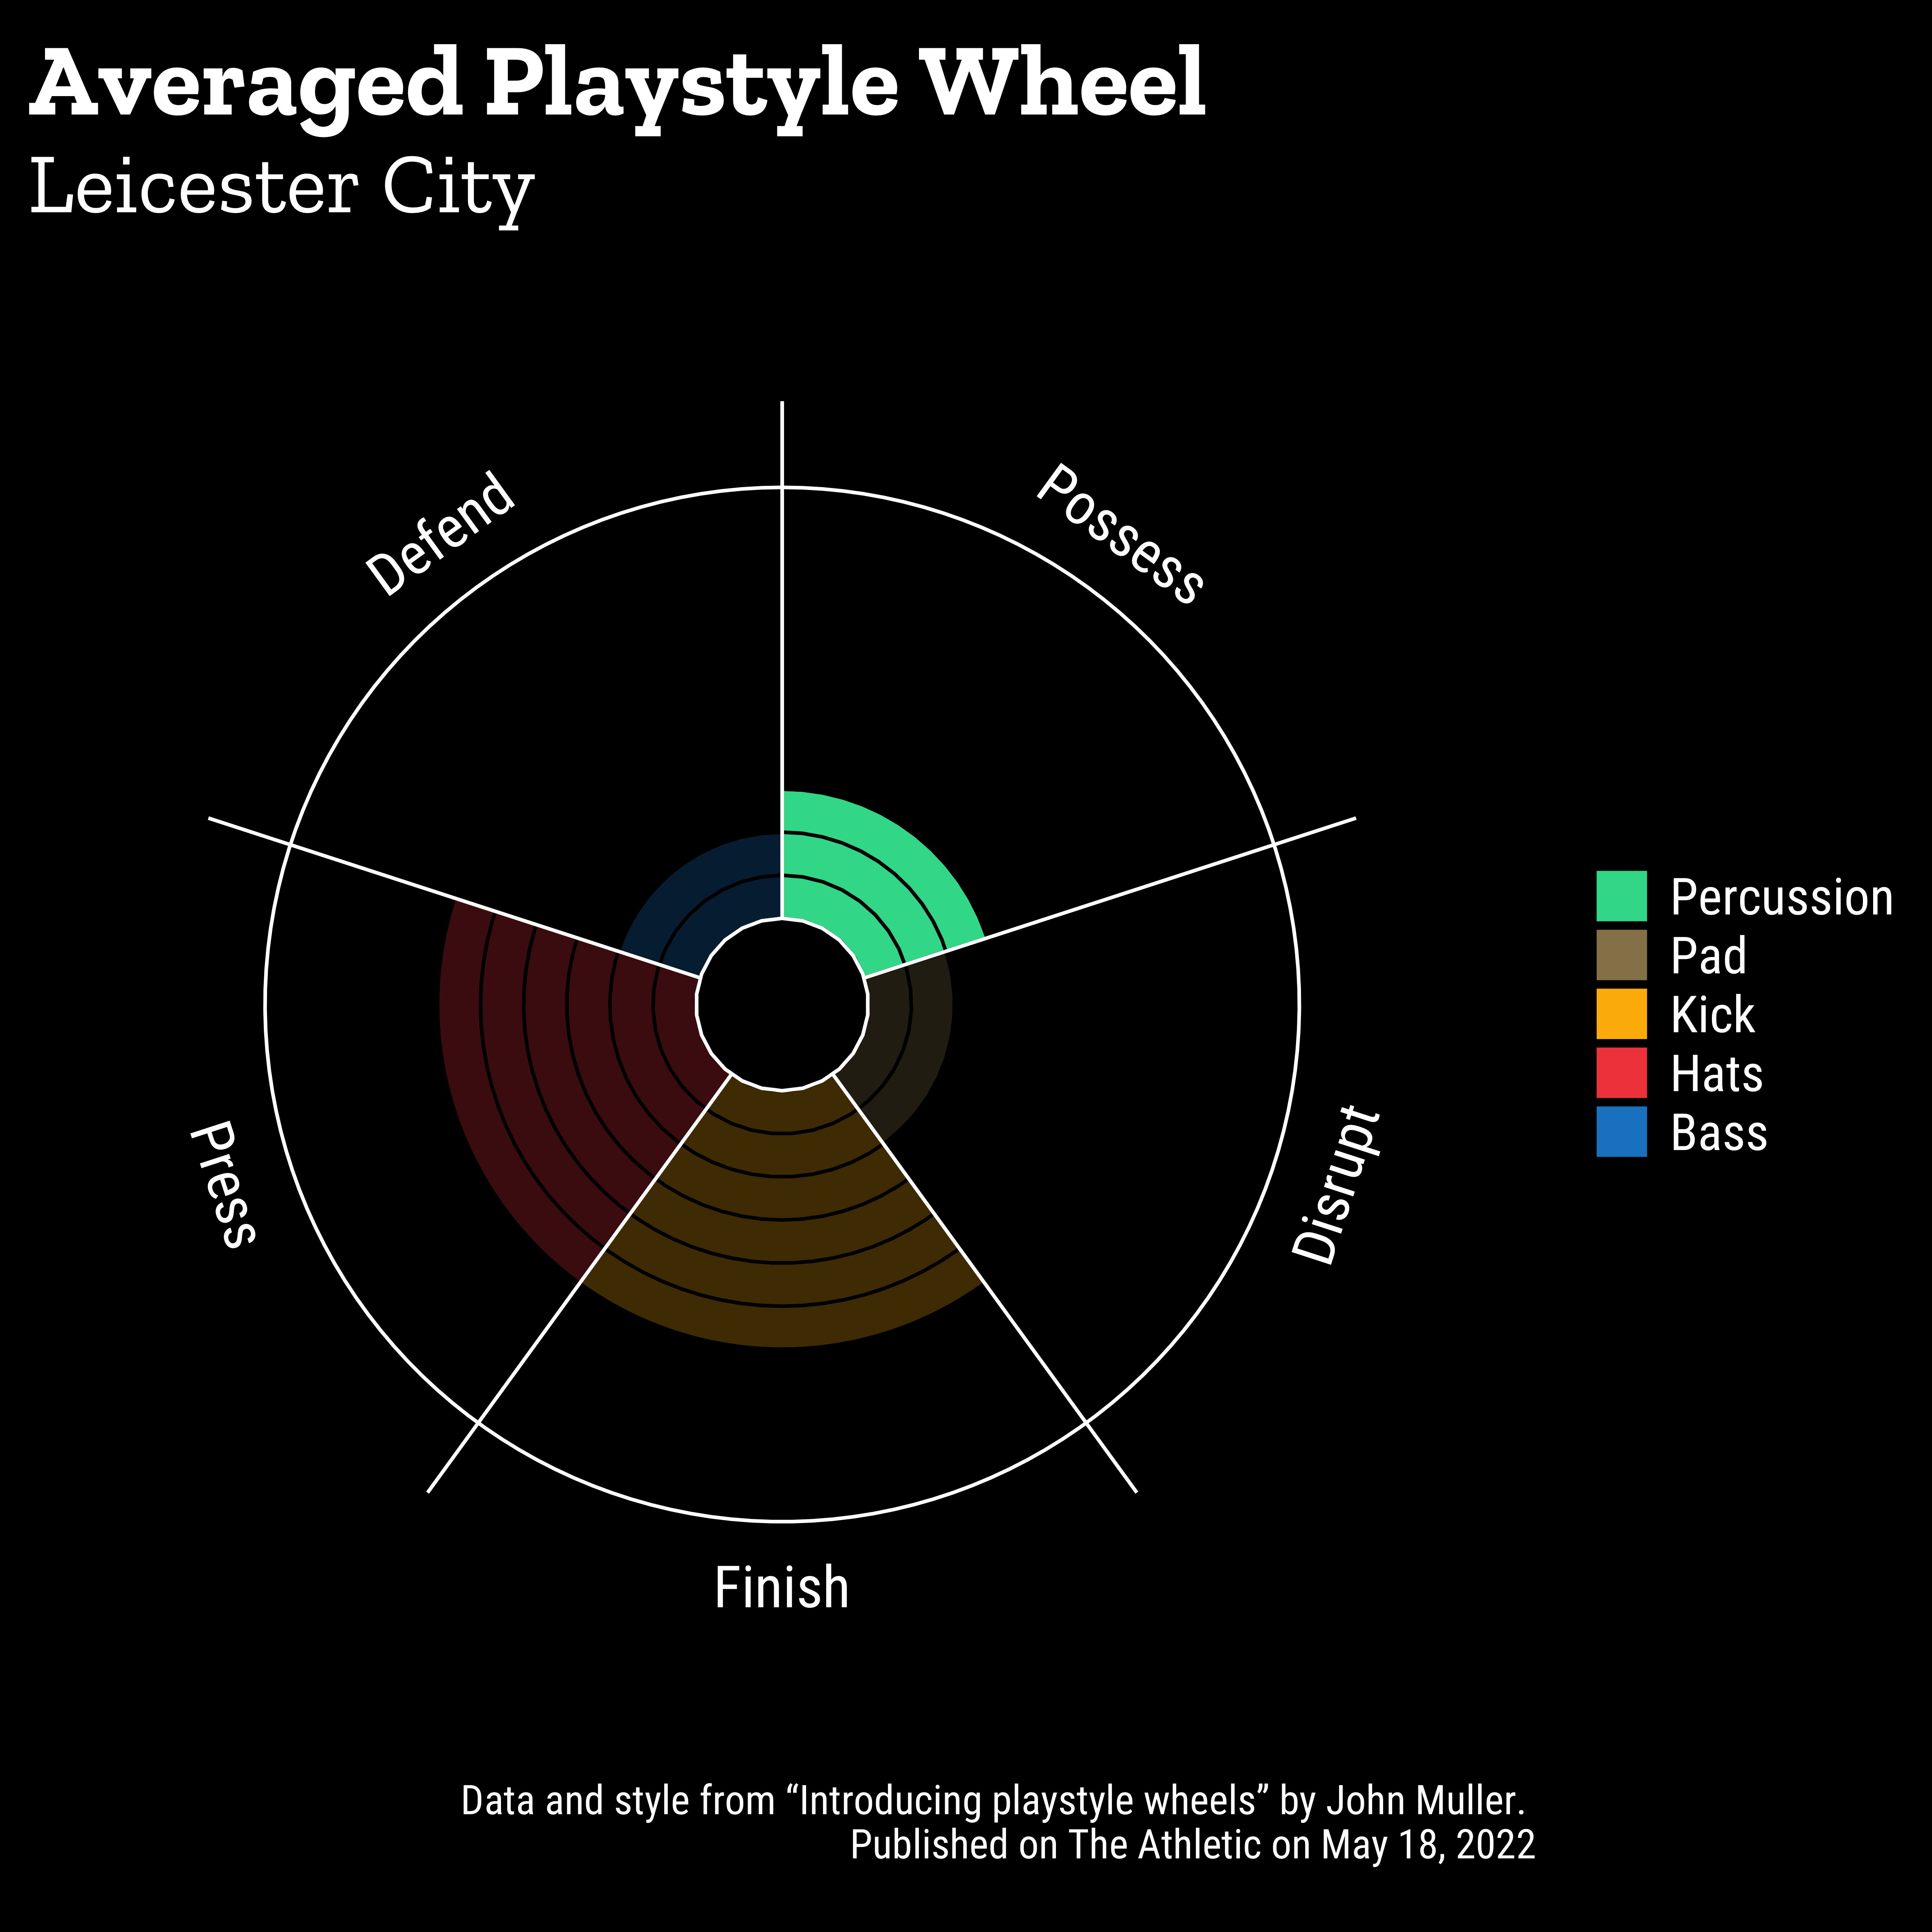 Averaged Playstyle Wheel
Leicester City
Defend
Possess
Press
Disrupt
Finish
Percussion
Pad
Kick
Hats
Bass
Data and style from “Introducing playstyle wheels” by John Muller.
Published on The Athletic on May 18, 2022